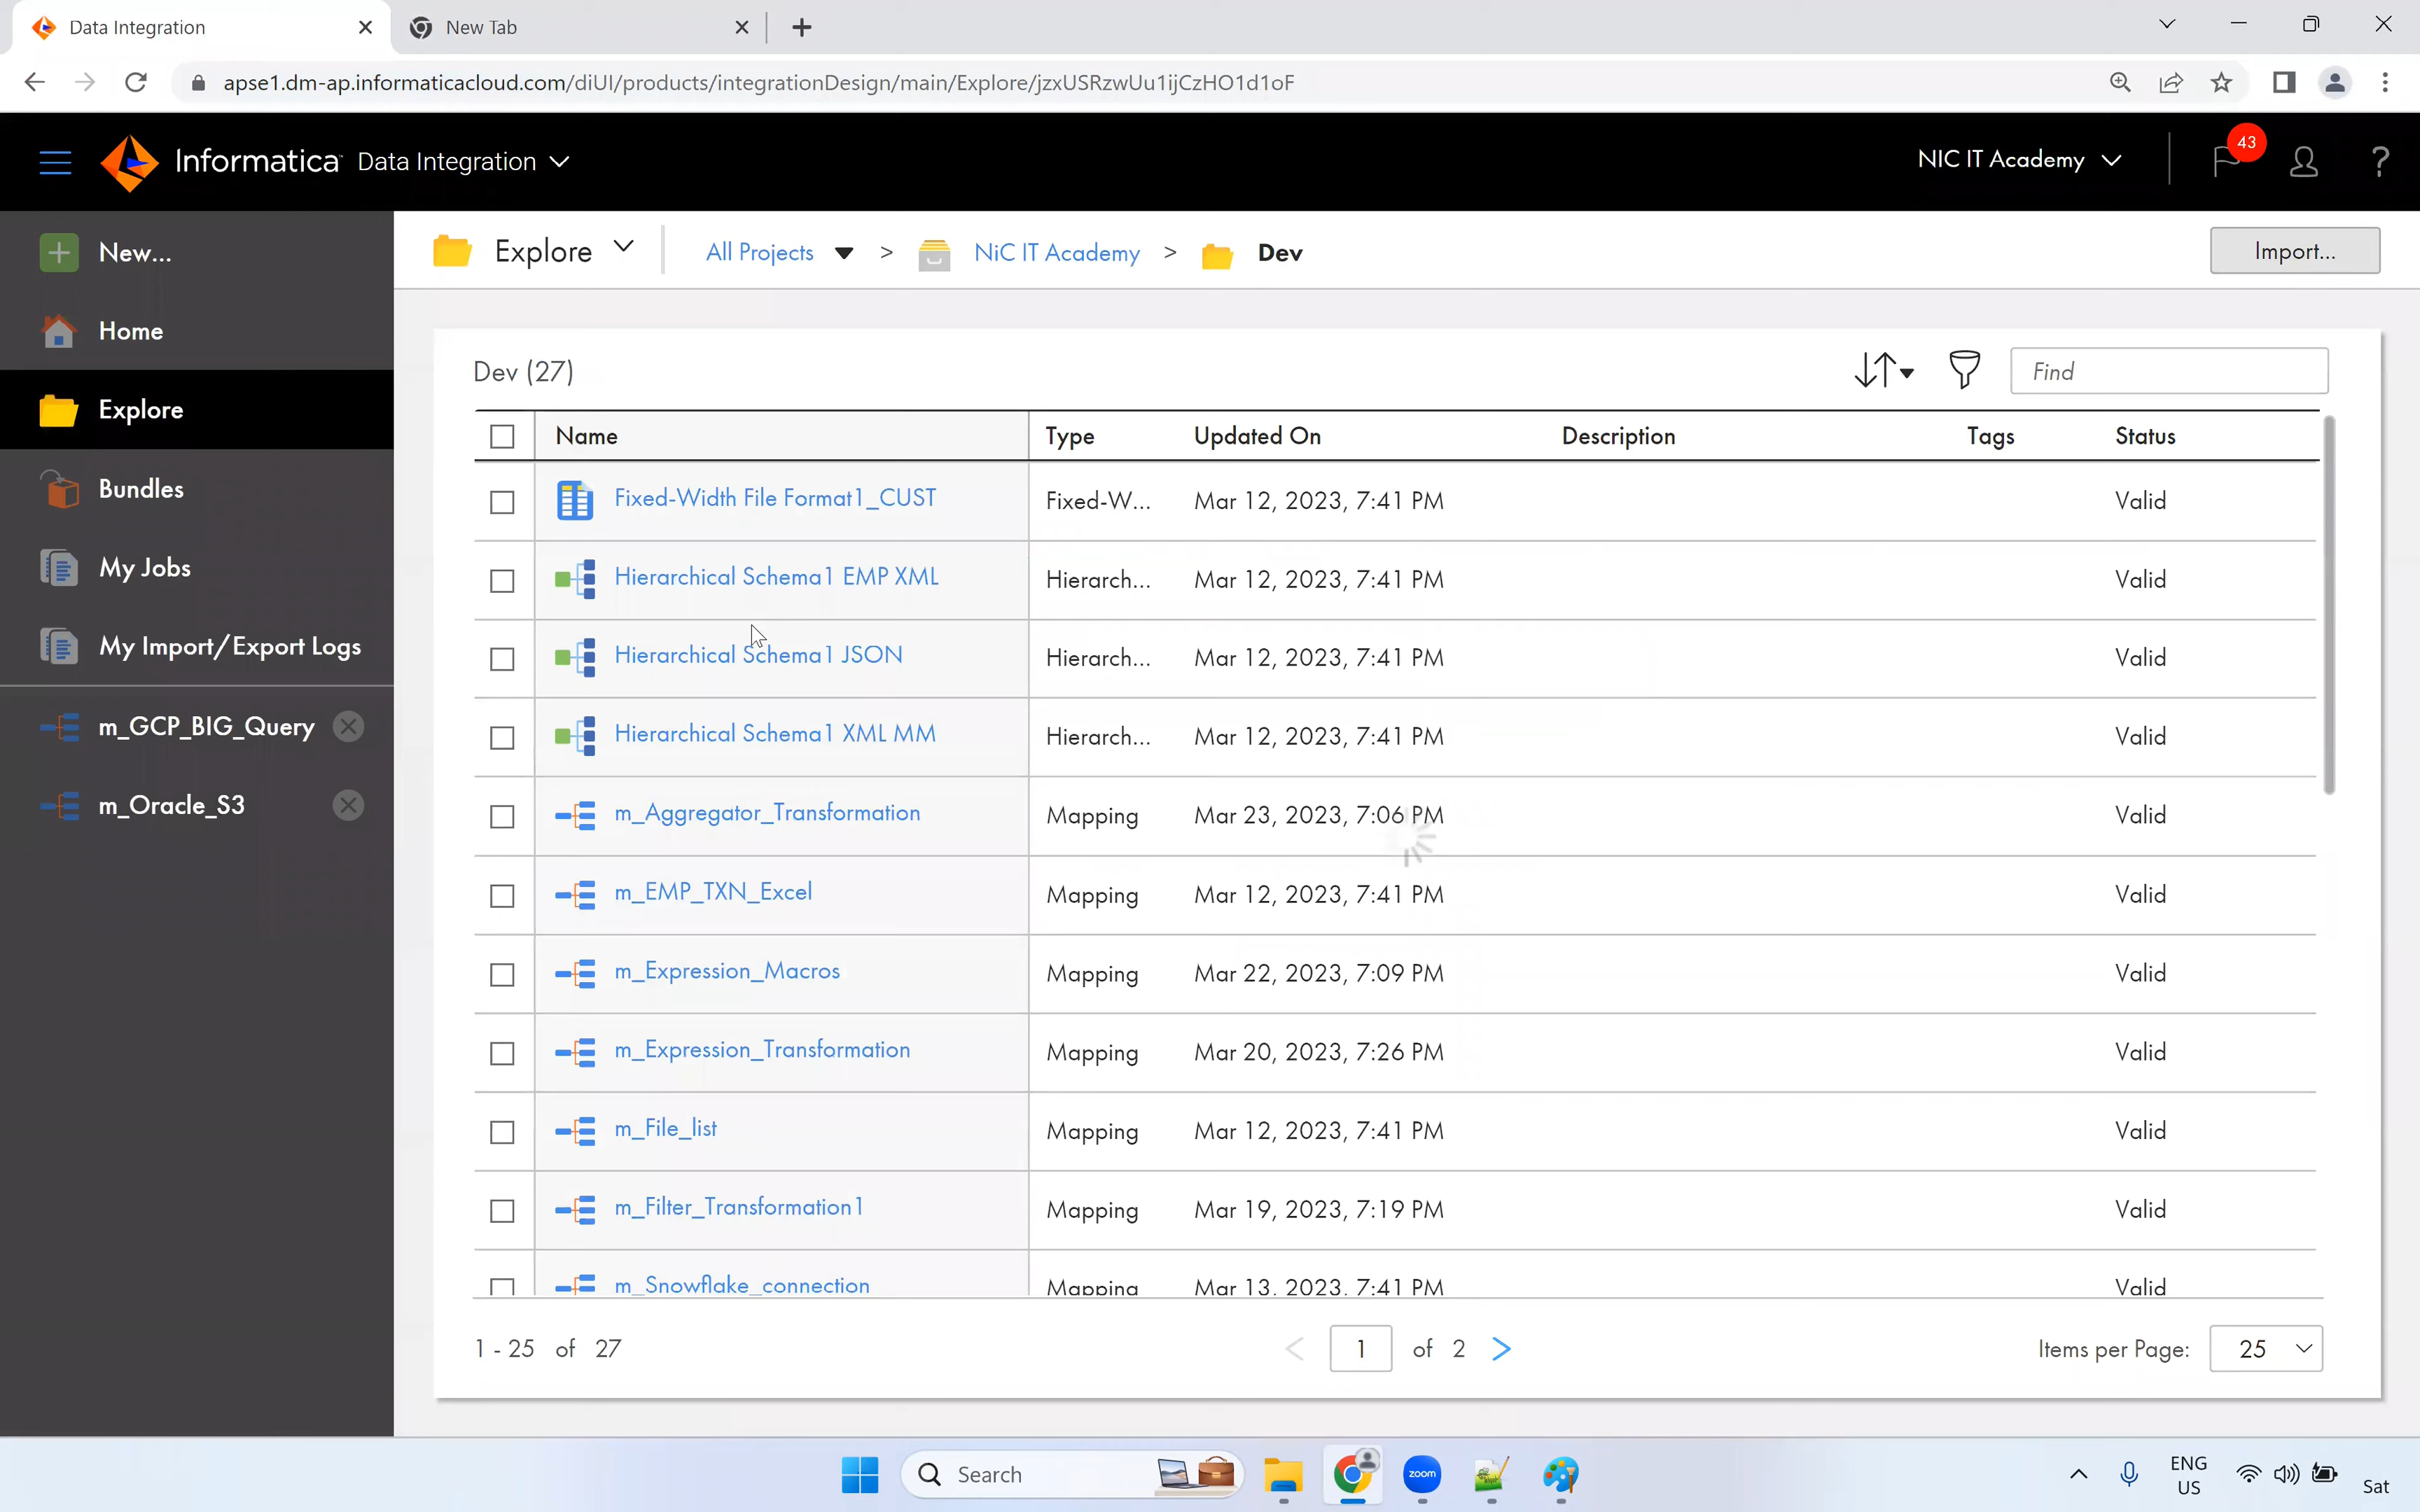 Data Integration
New Tab
apse1.dm-ap.informaticacloud.com/diUI/products/integrationDesign/main/Explore/jzxUSRzwUu1ijCzHO1d1oF
Informatica Data Integration
NIC IT Academy
43
?
New...
Home
Explore
Bundles
My Jobs
My Import/Export Logs
m_GCP_BIG_Query
m_Oracle_S3
Explore
All Projects > NiC IT Academy > Dev
Import...
Dev (27)
Find
Name Type Updated On Description Tags Status
Fixed-Width File Format1_CUST Fixed-W... Mar 12, 2023, 7:41 PM Valid
Hierarchical Schema1 EMP XML Hierarch... Mar 12, 2023, 7:41 PM Valid
Hierarchical Schema1 JSON Hierarch... Mar 12, 2023, 7:41 PM Valid
Hierarchical Schema1 XML MM Hierarch... Mar 12, 2023, 7:41 PM Valid
m_Aggregator_Transformation Mapping Mar 23, 2023, 7:06 PM Valid
m_EMP_TXN_Excel Mapping Mar 12, 2023, 7:41 PM Valid
m_Expression_Macros Mapping Mar 22, 2023, 7:09 PM Valid
m_Expression_Transformation Mapping Mar 20, 2023, 7:26 PM Valid
m_File_list Mapping Mar 12, 2023, 7:41 PM Valid
m_Filter_Transformation1 Mapping Mar 19, 2023, 7:19 PM Valid
m_Snowflake_connection Mapping Mar 13, 2023, 7:41 PM Valid
1 - 25 of 27
< 1 of 2 >
Items per Page: 25
Search
zoom
ENG
US
Sat